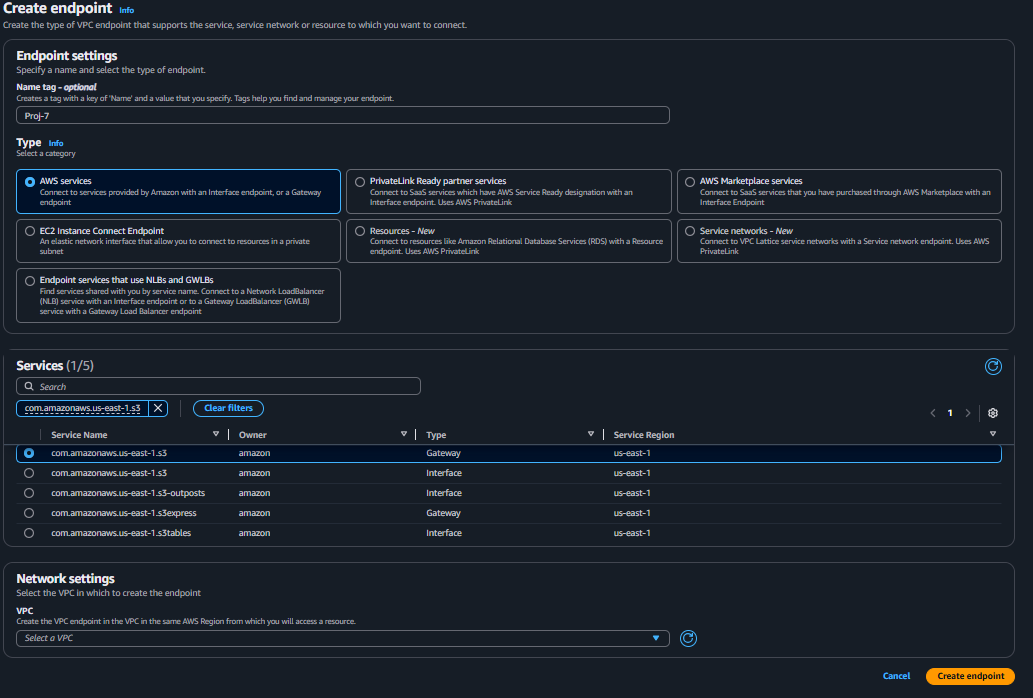 Create endpoint Info
Create the type of VPC endpoint that supports the service, service network or resource to which you want to connect.
Endpoint settings
Specify a name and select the type of endpoint.
Name tag - optional
Creates a tag with a key of 'Name' and a value that you specify. Tags help you find and manage your endpoint.
Proj-7
Type Info
Select a category
AWS services
Connect to services provided by Amazon with an Interface endpoint, or a Gateway
endpoint
PrivateLink Ready partner services
Connect to SaaS services which have AWS Service Ready designation with an
Interface endpoint. Uses AWS PrivateLink
AWS Marketplace services
Connect to SaaS services that you have purchased through AWS Marketplace with an
Interface Endpoint
EC2 Instance Connect Endpoint
An elastic network interface that allow you to connect to resources in a private
subnet
Resources - New
Connect to resources like Amazon Relational Database Services (RDS) with a Resource
endpoint. Uses AWS PrivateLink
Service networks - New
Connect to VPC Lattice service networks with a Service network endpoint. Uses AWS
PrivateLink
Endpoint services that use NLBs and GWLBs
Find services shared with you by service name. Connect to a Network LoadBalancer
(NLB) service with an Interface endpoint or to a Gateway LoadBalancer (GWLB)
service with a Gateway Load Balancer endpoint
Services (1/5)
Search
com.amazonaws.us-east-1.s3
Clear filters
1
Service Name Owner Type Service Region
com.amazonaws.us-east-1.s3 amazon Gateway us-east-1
com.amazonaws.us-east-1.s3 amazon Interface us-east-1
com.amazonaws.us-east-1.s3-outposts amazon Interface us-east-1
com.amazonaws.us-east-1.s3express amazon Gateway us-east-1
com.amazonaws.us-east-1.s3tables amazon Interface us-east-1
Network settings
Select the VPC in which to create the endpoint
VPC
Create the VPC endpoint in the VPC in the same AWS Region from which you will access a resource.
Select a VPC
Cancel Create endpoint